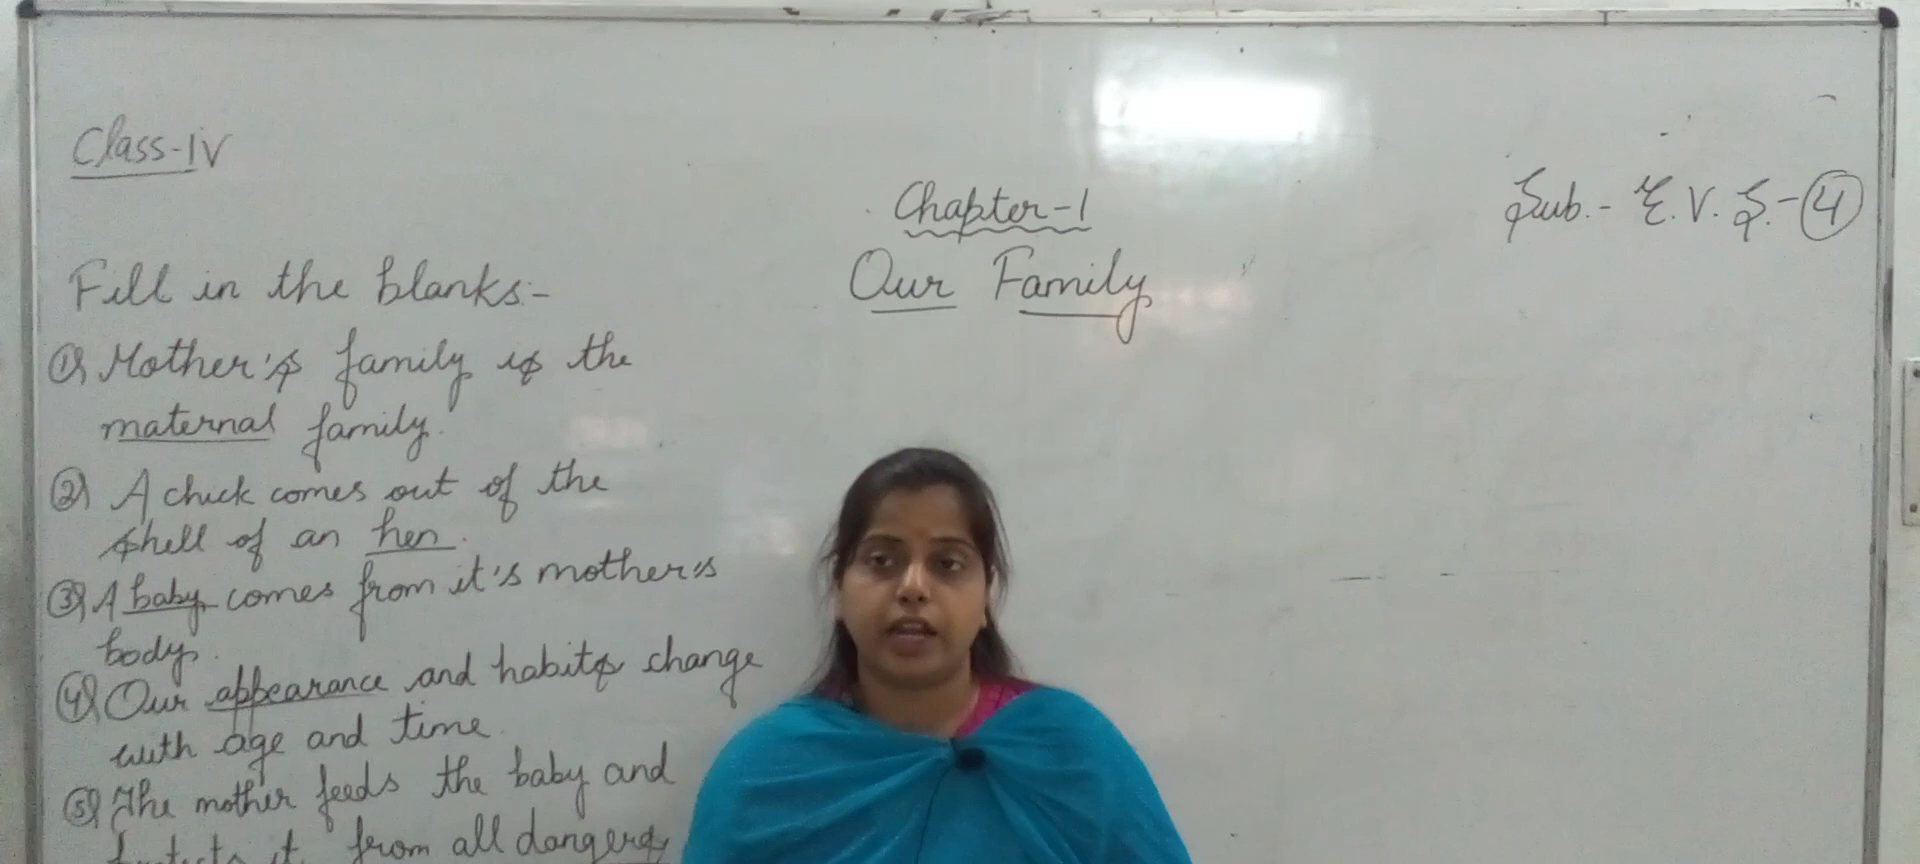 Class-IV
Chapter-1
Our Family
Sub.- E.V.S.-4
Fill in the blanks:-
1) Mother's family is the
maternal family.
2) A chick comes out of the
shell of an hen.
3) A baby comes from it's mother's
body.
4) Our appearance and habits change
with age and time.
5) The mother feeds the baby and
protects it from all dangers